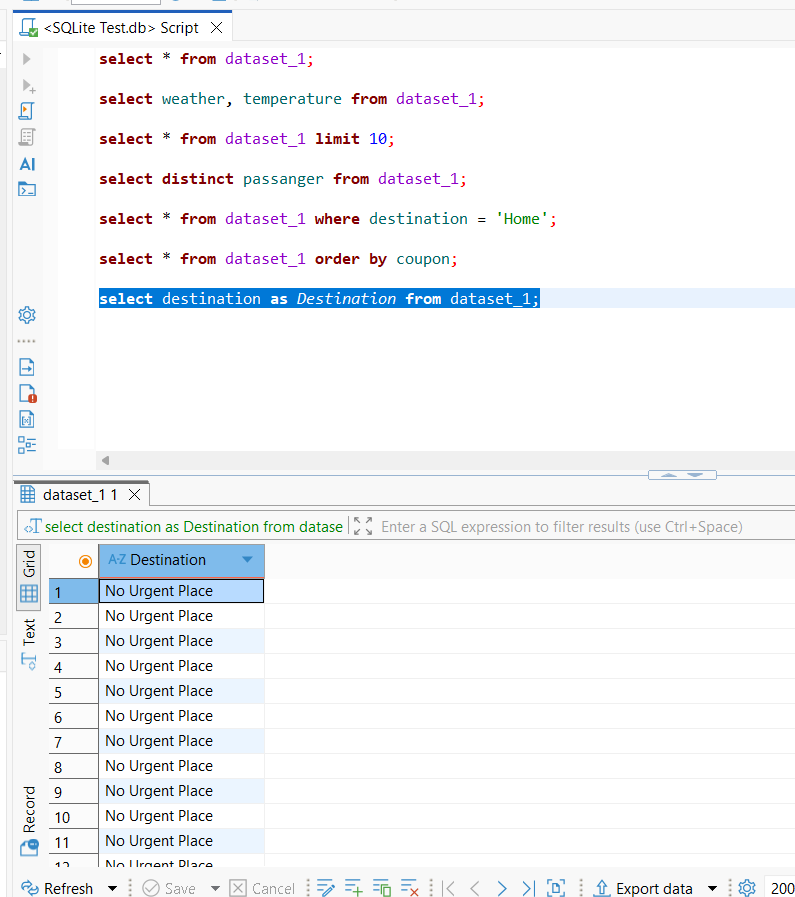 <SQLite Test.db> Script
select * from dataset_1;
select weather, temperature from dataset_1;
select * from dataset_1 limit 10;
select distinct passanger from dataset_1;
select * from dataset_1 where destination = 'Home';
select * from dataset_1 order by coupon;
select destination as Destination from dataset_1;
AI
dataset_1 1
select destination as Destination from datase
Enter a SQL expression to filter results (use Ctrl+Space)
Grid
Text
Record
A-Z Destination
1 No Urgent Place
2 No Urgent Place
3 No Urgent Place
4 No Urgent Place
5 No Urgent Place
6 No Urgent Place
7 No Urgent Place
8 No Urgent Place
9 No Urgent Place
10 No Urgent Place
11 No Urgent Place
12 No Urgent Place
Refresh Save Cancel Export data 200